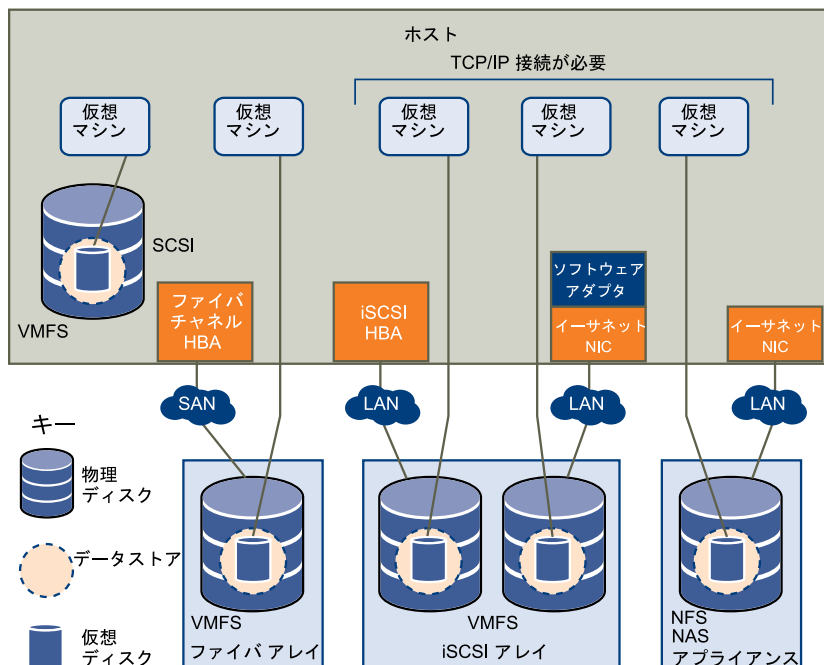 ホスト
TCP/IP 接続が必要
仮想
マシン
仮想
マシン
仮想
マシン
仮想
マシン
仮想
マシン
SCSI
VMFS
ファイバ
チャネル
HBA
iSCSI
HBA
ソフトウェア
アダプタ
イーサネット
NIC
イーサネット
NIC
SAN
LAN
LAN
LAN
キー
物理
ディスク
データストア
仮想
ディスク
VMFS
ファイバ アレイ
VMFS
iSCSI アレイ
NFS
NAS
アプライアンス